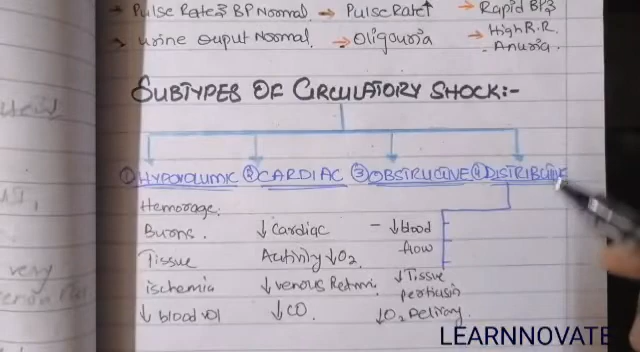 Pulse Rate & BP Normal → Pulse Rate↑ → Rapid BP &
→ Urine Ouput Normal. → Oligouria → High R.R.
. Anuria.
SUBTYPES OF CIRCULATORY SHOCK:-
① HYPOVOLUMIC ② CARDIAC ③ OBSTRUCTIVE ④ DISTRIBUTIVE
Hemorage.
Burns. ↓ Cardiac - ↓ blood
Tissue Activity ↓O2. flow
ischemia ↓ venous Return. ↓ Tissue
perfusion
↓ blood vol ↓ CO. ↓ O2 Delivary.
LEARNNOVATE